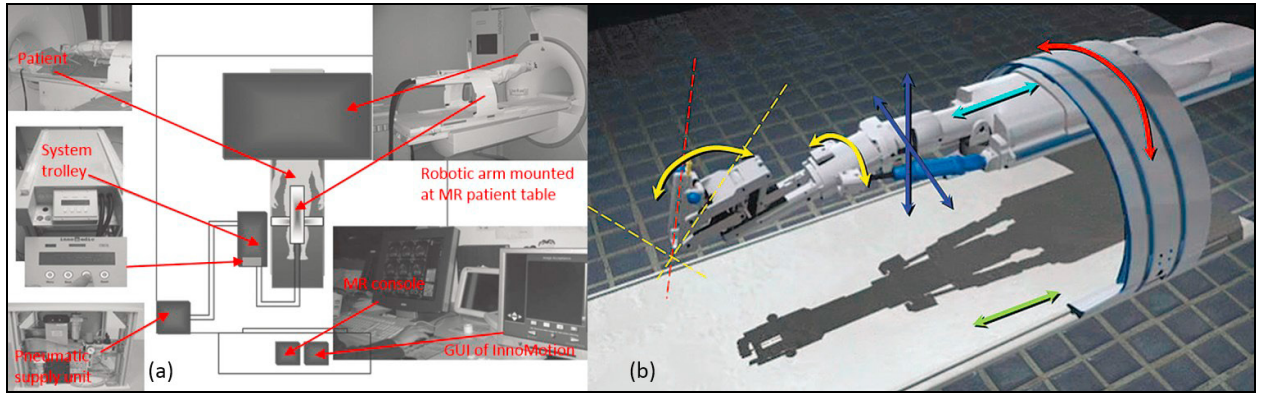 Patient
System
trolley
Robotic arm mounted
at MR patient table
MR console
GUI of InnoMotion
Pneumatic
supply unit
(a)
(b)